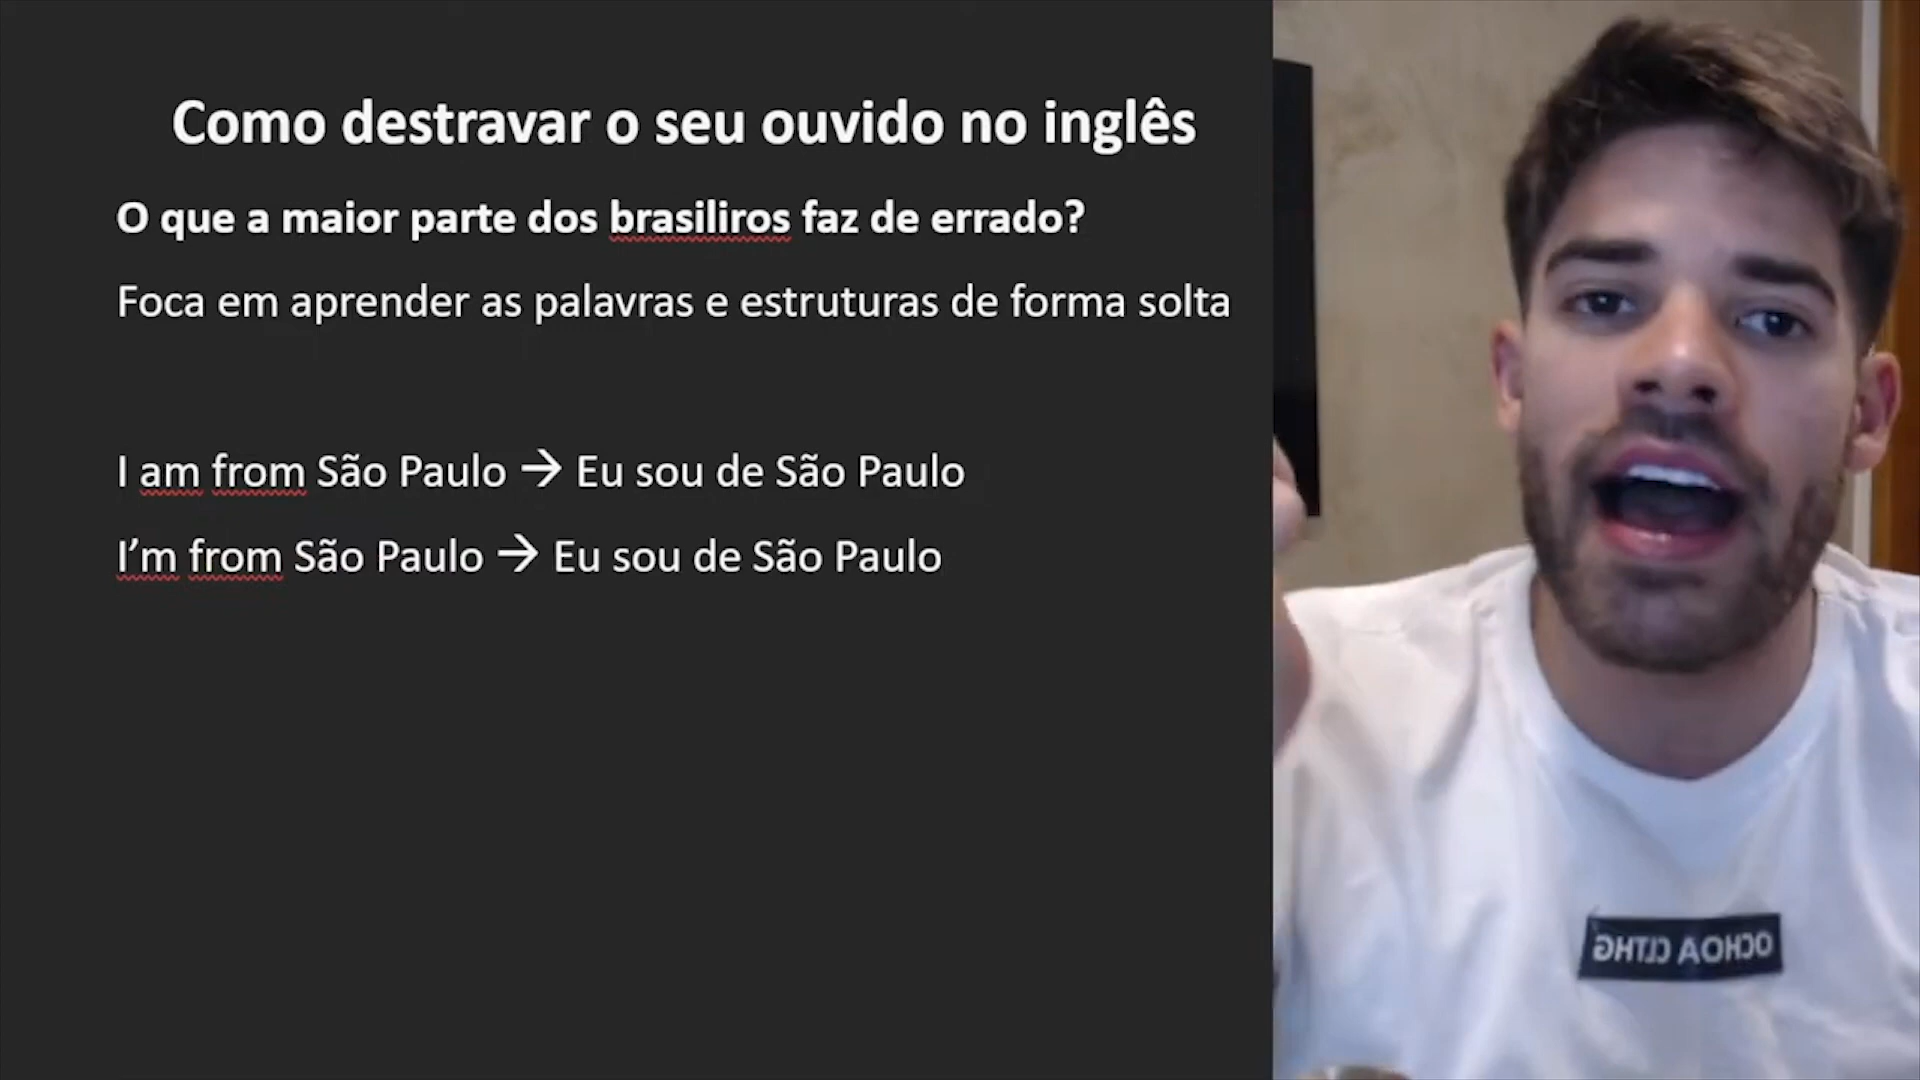 Como destravar o seu ouvido no inglês
O que a maior parte dos brasiliros faz de errado?
Foca em aprender as palavras e estruturas de forma solta
I am from São Paulo → Eu sou de São Paulo
I’m from São Paulo → Eu sou de São Paulo
OCHOA CLTHG